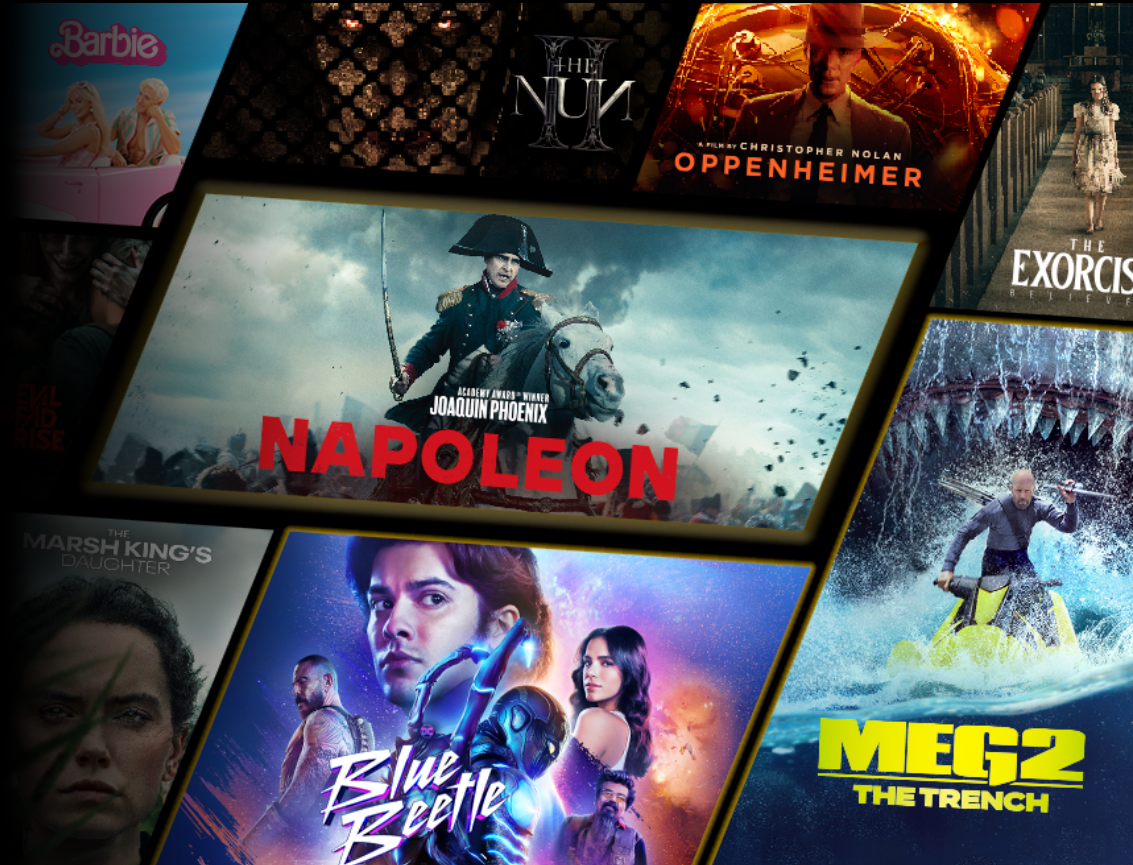 Barbie
THE
NUN
II
A FILM BY CHRISTOPHER NOLAN
OPPENHEIMER
THE
EXORCIS
BELIEVE
ACADEMY AWARD® WINNER
JOAQUIN PHOENIX
NAPOLEON
EVIL
DEAD
RISE
THE
MARSH KING'S
DAUGHTER
Blue
Beetle
MEG2
THE TRENCH